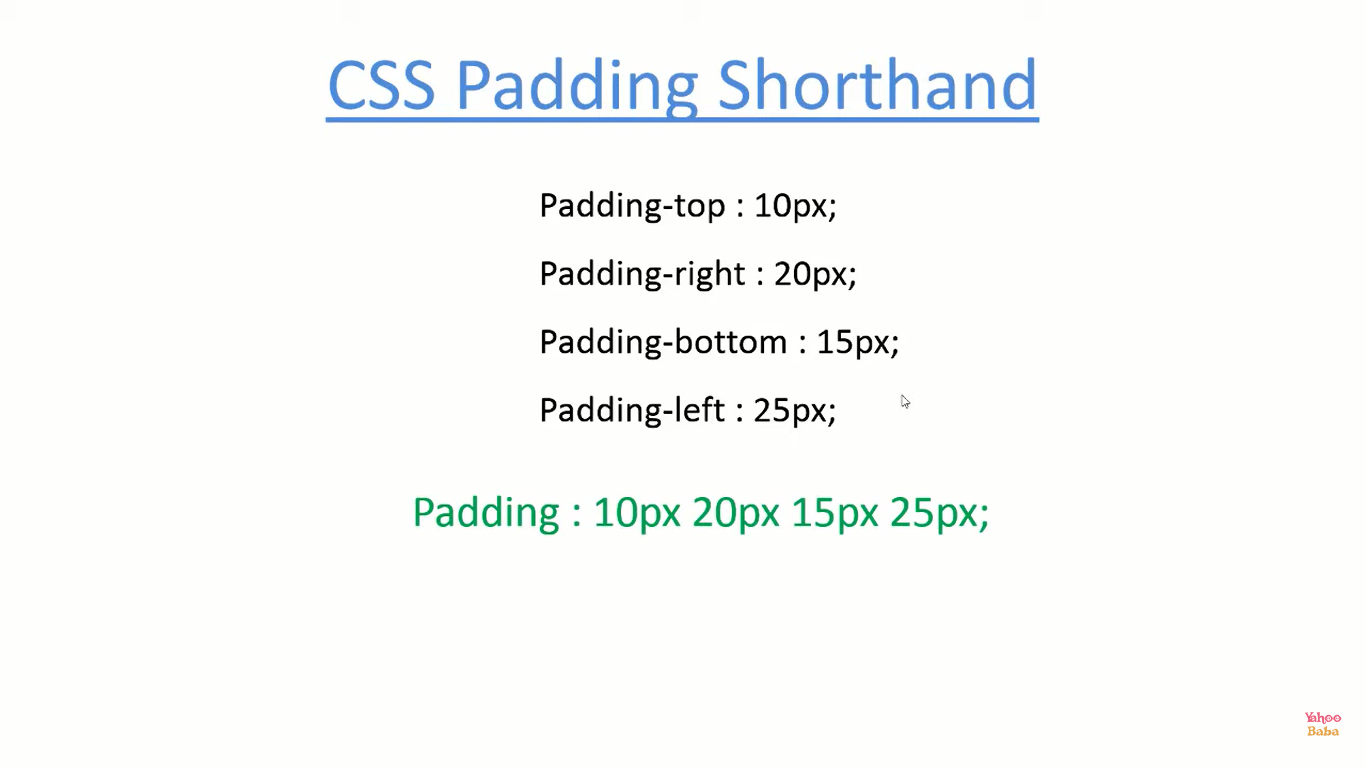 CSS Padding Shorthand
Padding-top : 10px;
Padding-right : 20px;
Padding-bottom : 15px;
Padding-left : 25px;
Padding : 10px 20px 15px 25px;
Yahoo
Baba